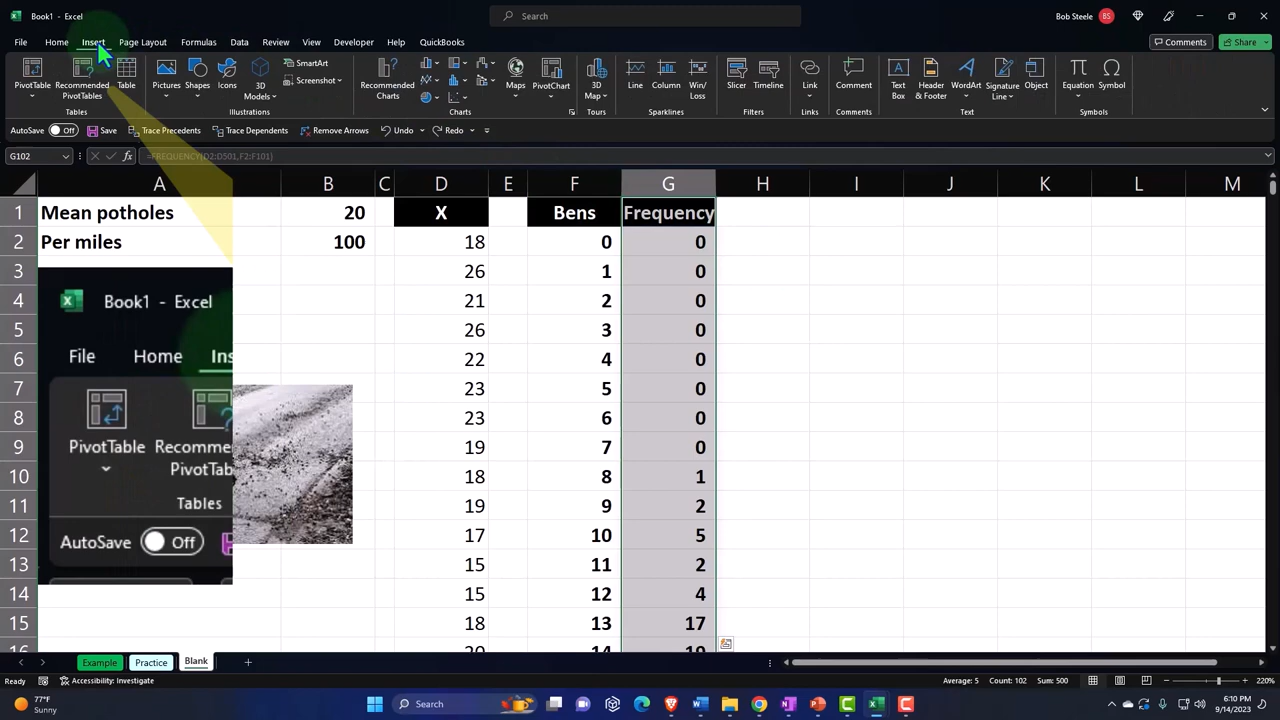 Book1 - Excel
Search
Bob Steele BS
File Home Insert Page Layout Formulas Data Review View Developer Help QuickBooks
Comments Share
PivotTable Recommended PivotTables Table
Pictures Shapes Icons 3D Models SmartArt Screenshot
Recommended Charts Maps PivotChart
3D Map Line Column Win/Loss
Slicer Timeline Link Comment
Text Box Header & Footer WordArt Signature Line Object
Equation Symbol
Tables Illustrations Charts Tours Sparklines Filters Links Comments Text Symbols
AutoSave Off Save Trace Precedents Trace Dependents Remove Arrows Undo Redo
G102 fx =FREQUENCY(D2:D501,F2:F101)
A B C D E F G H I J K L M
1 Mean potholes 20 X Bens Frequency
2 Per miles 100 18 0 0
3 26 1 0
4 21 2 0
5 26 3 0
6 22 4 0
7 23 5 0
8 23 6 0
9 19 7 0
10 18 8 1
11 19 9 2
12 17 10 5
13 15 11 2
14 15 12 4
15 18 13 17
Book1 - Excel
File Home Ins
PivotTable Recomme PivotTab
Tables
AutoSave Off
Example Practice Blank
Ready Accessibility: Investigate Average: 5 Count: 102 Sum: 500 220%
77°F
Sunny
Search
6:10 PM
9/14/2023